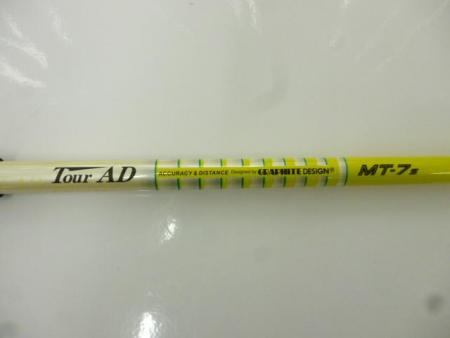 Tour AD ACCURACY & DISTANCE Designed by GRAPHITE DESIGN® MT-7s